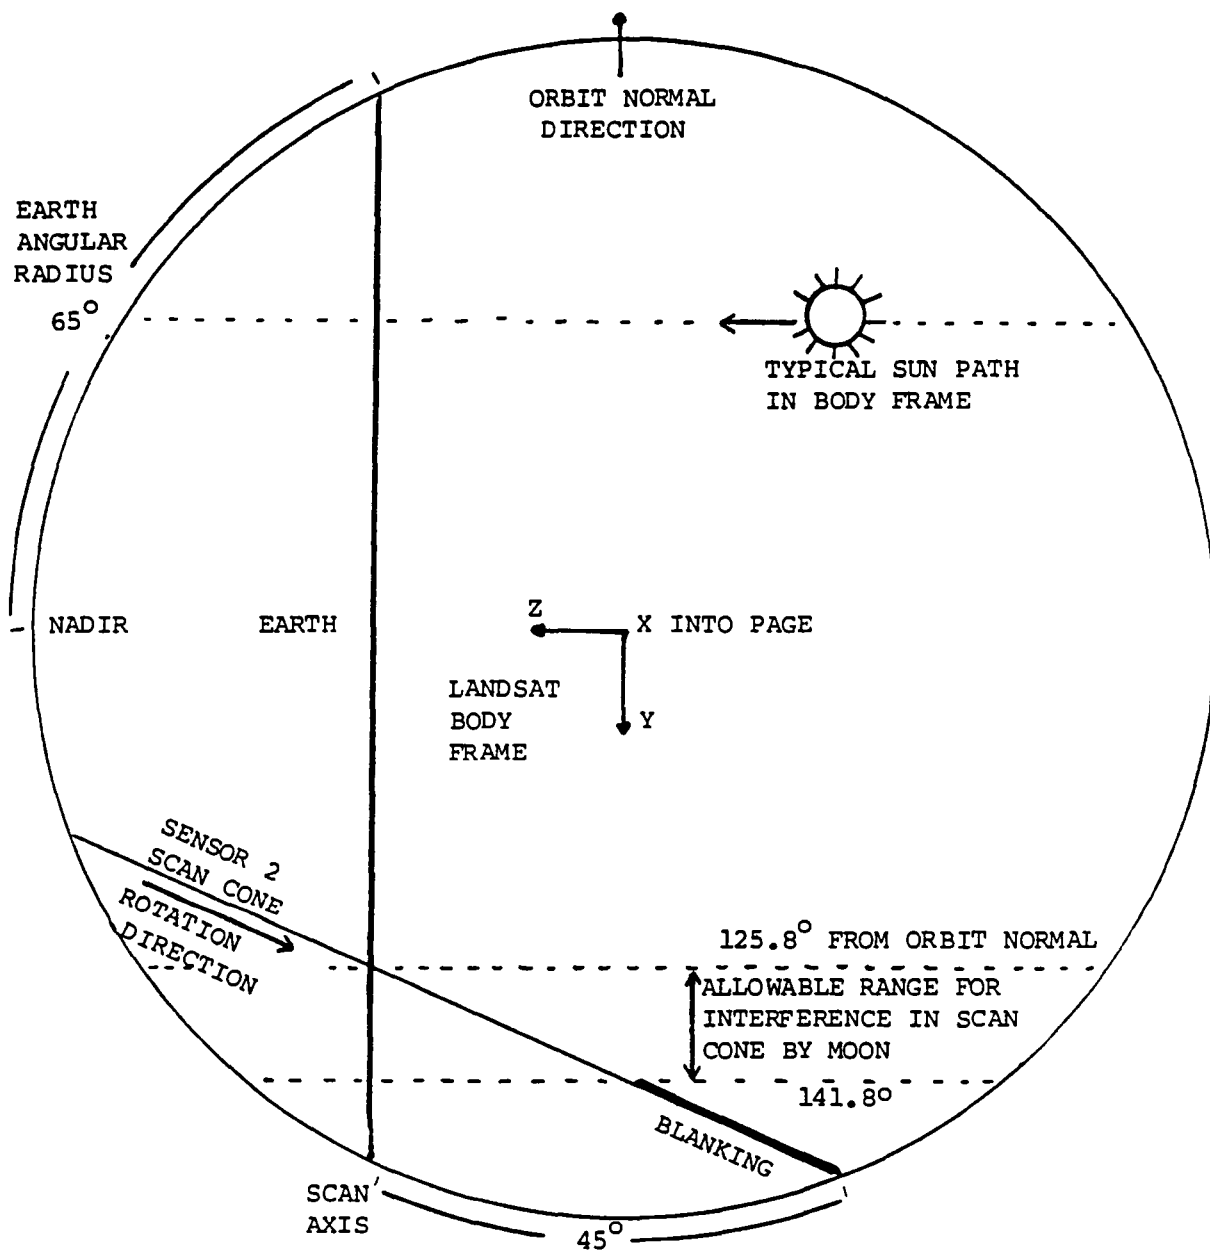 ORBIT NORMAL
DIRECTION
EARTH
ANGULAR
RADIUS
65°
TYPICAL SUN PATH
IN BODY FRAME
NADIR
EARTH
Z
X INTO PAGE
LANDSAT
BODY
FRAME
Y
SENSOR 2
SCAN CONE
ROTATION
DIRECTION
125.8° FROM ORBIT NORMAL
ALLOWABLE RANGE FOR
INTERFERENCE IN SCAN
CONE BY MOON
141.8°
BLANKING
SCAN
AXIS
45°